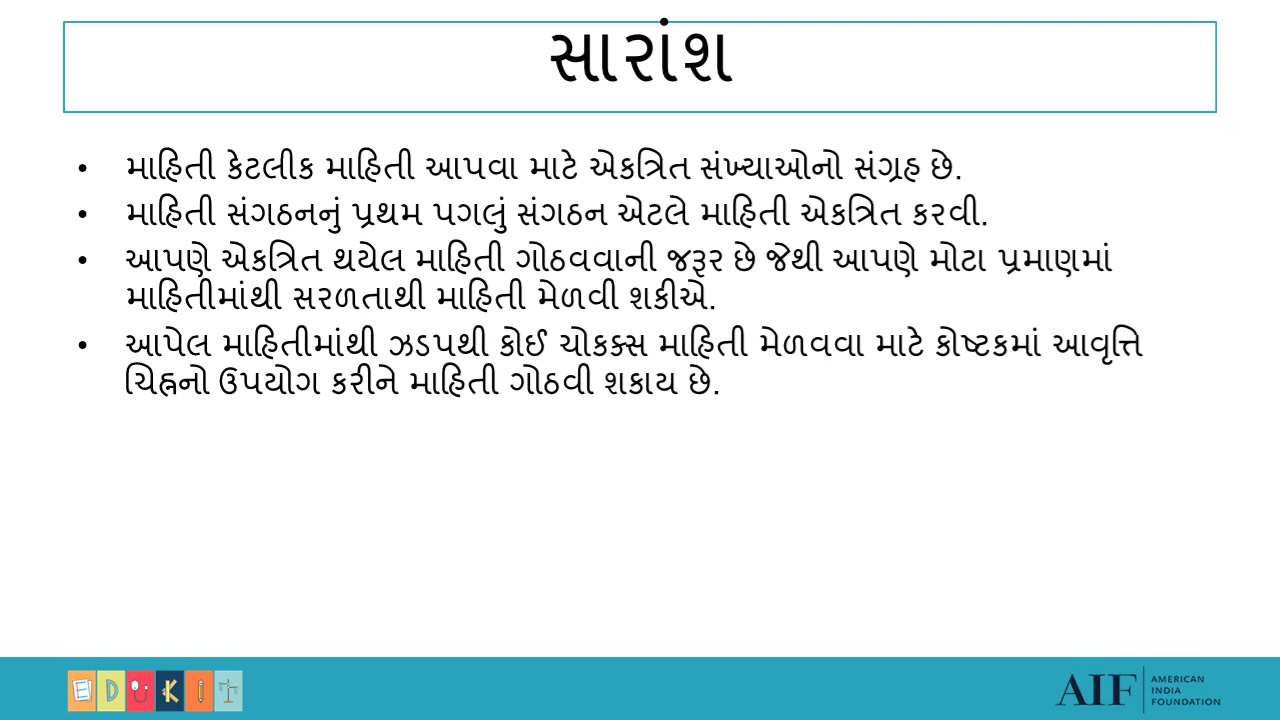 સારાંશ
• માહિતી કેટલીક માહિતી આપવા માટે એકત્રિત સંખ્યાઓનો સંગ્રહ છે.
• માહિતી સંગઠનનું પ્રથમ પગલું સંગઠન એટલે માહિતી એકત્રિત કરવી.
• આપણે એકત્રિત થયેલ માહિતી ગોઠવવાની જરૂર છે જેથી આપણે મોટા પ્રમાણમાં
માહિતીમાંથી સરળતાથી માહિતી મેળવી શકીએ.
• આપેલ માહિતીમાંથી ઝડપથી કોઈ ચોકક્સ માહિતી મેળવવા માટે કોષ્ટકમાં આવૃત્તિ
ચિહ્નનો ઉપયોગ કરીને માહિતી ગોઠવી શકાય છે.
EDUKIT
AIF AMERICAN
INDIA
FOUNDATION